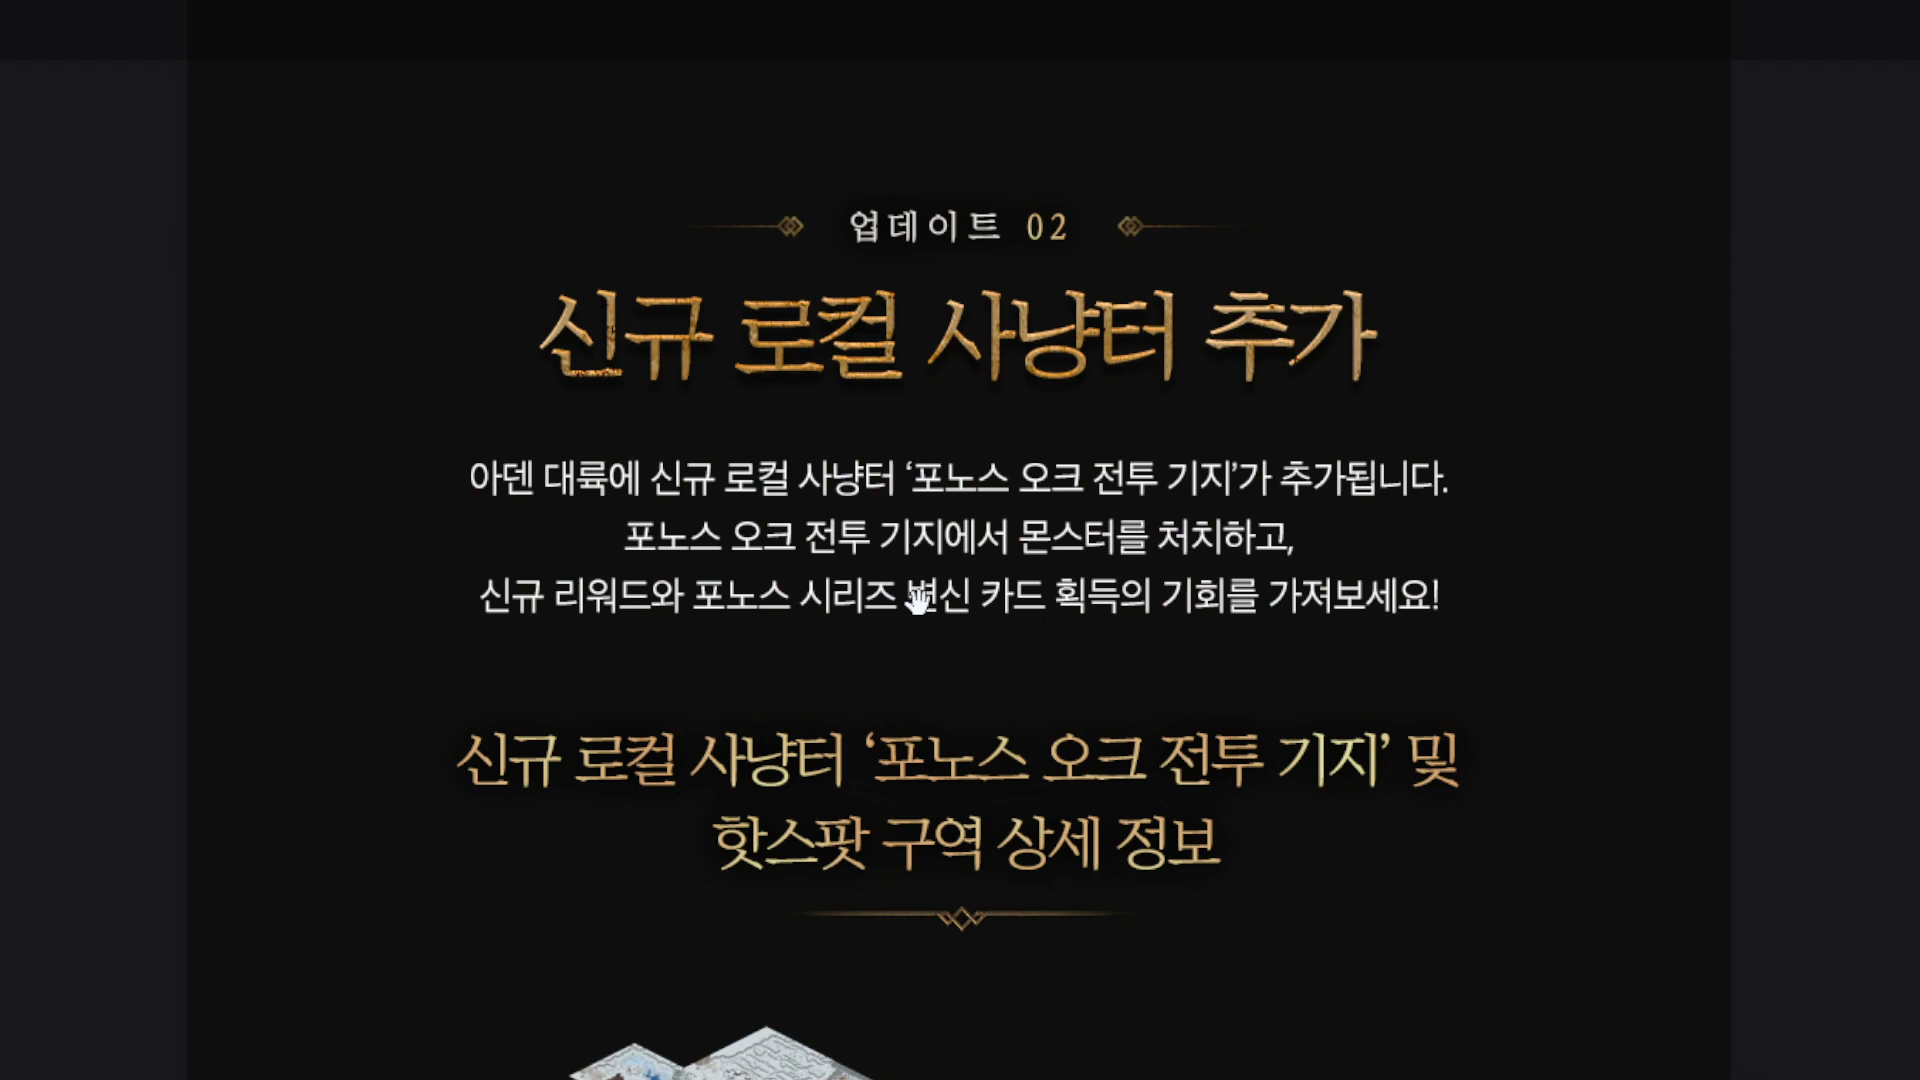 업데이트 02
신규 로컬 사냥터 추가
아덴 대륙에 신규 로컬 사냥터 ‘포노스 오크 전투 기지’가 추가됩니다.
포노스 오크 전투 기지에서 몬스터를 처치하고,
신규 리워드와 포노스 시리즈 변신 카드 획득의 기회를 가져보세요!
신규 로컬 사냥터 ‘포노스 오크 전투 기지’ 및
핫스팟 구역 상세 정보